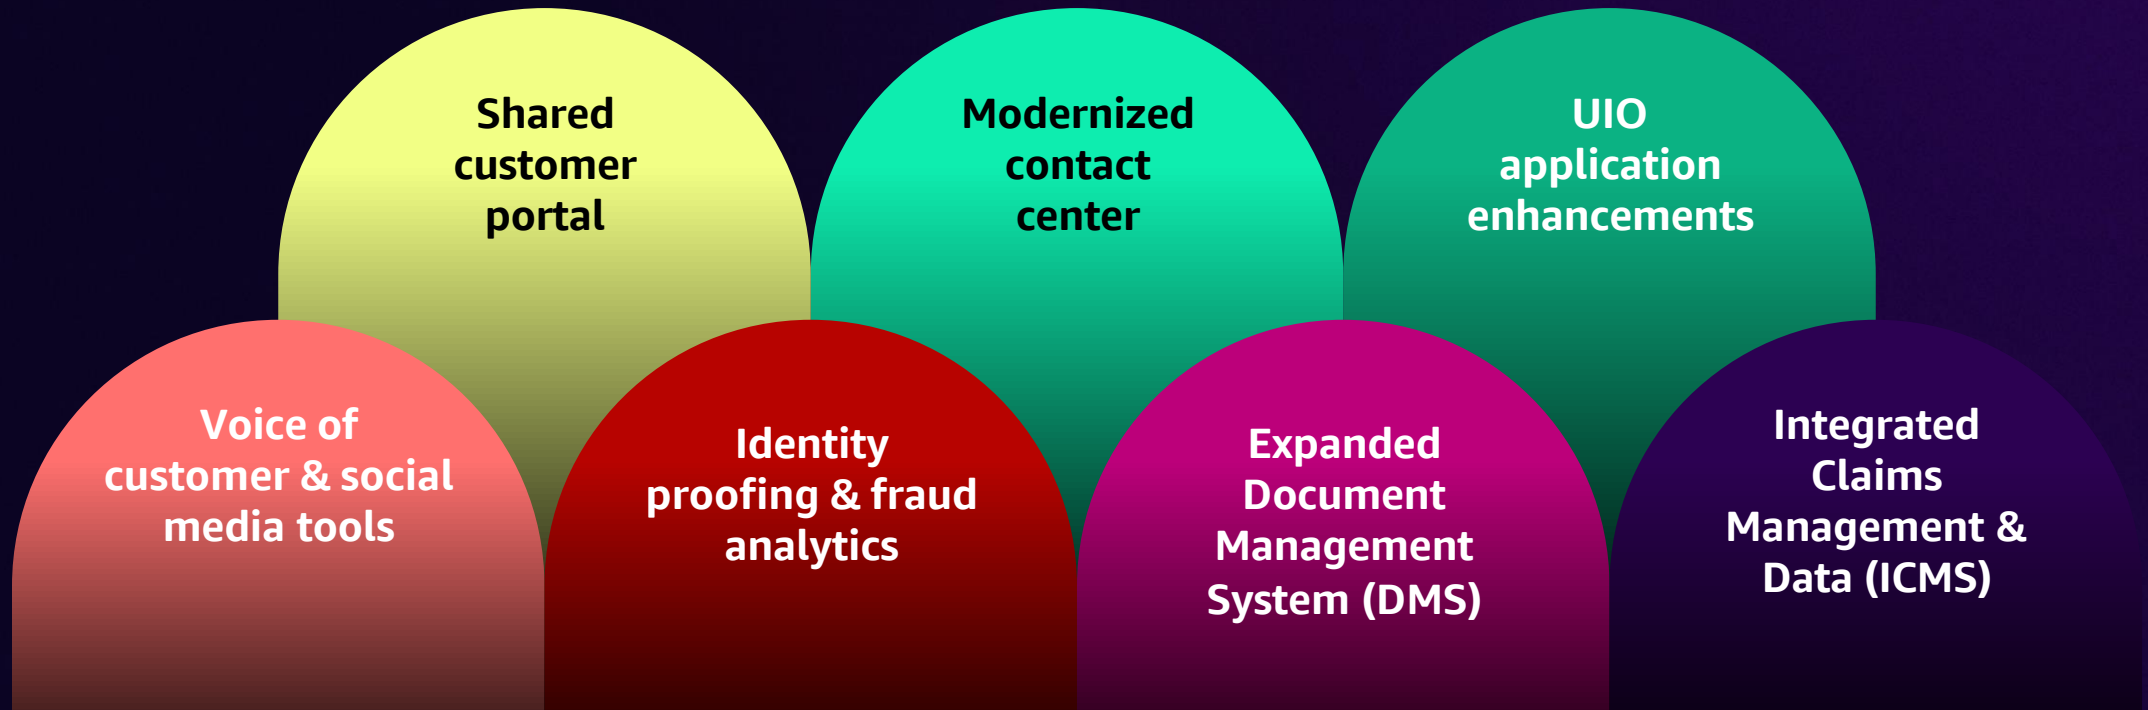 Shared
customer
portal
Modernized
contact
center
UIO
application
enhancements
Voice of
customer & social
media tools
Identity
proofing & fraud
analytics
Expanded
Document
Management
System (DMS)
Integrated
Claims
Management &
Data (ICMS)